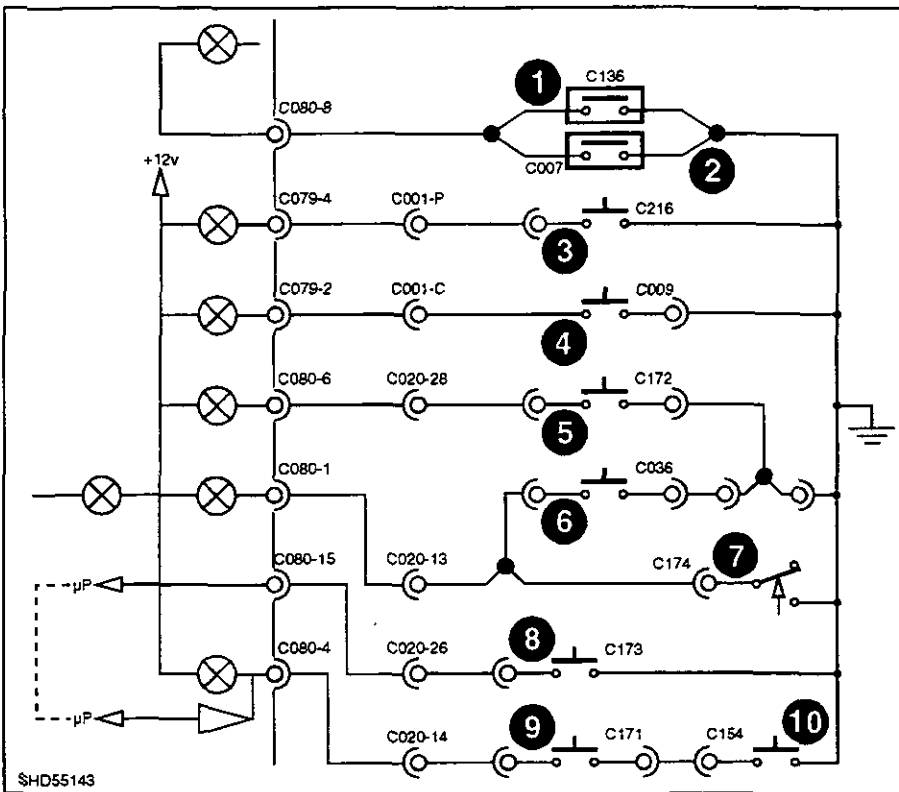 1
C136
C080-8
C007
2
+12v
C079-4
C001-P
C216
3
C079-2
C001-C
C009
4
C080-6
C020-28
C172
5
C080-1
C036
6
C080-15
C020-13
C174
7
µP
C080-4
C020-26
8
C173
µP
C020-14
9
C171
C154
10
SHD55143